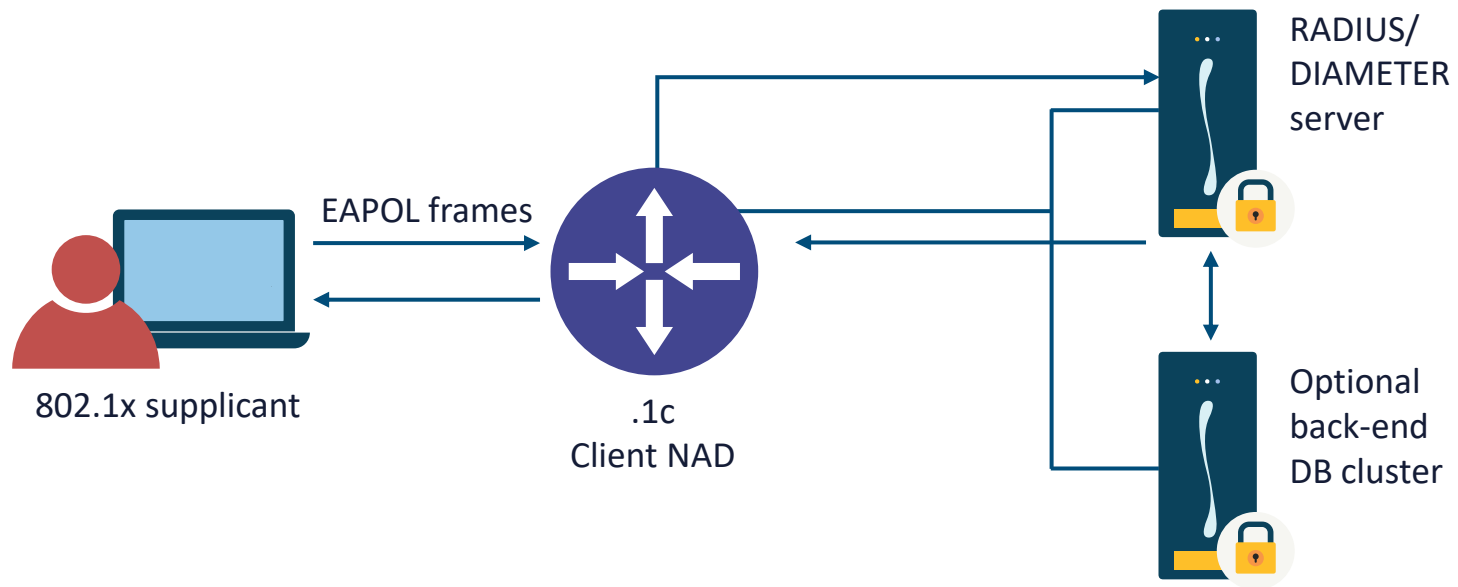 EAPOL frames
802.1x supplicant
.1c
Client NAD
RADIUS/
DIAMETER
server
Optional
back-end
DB cluster